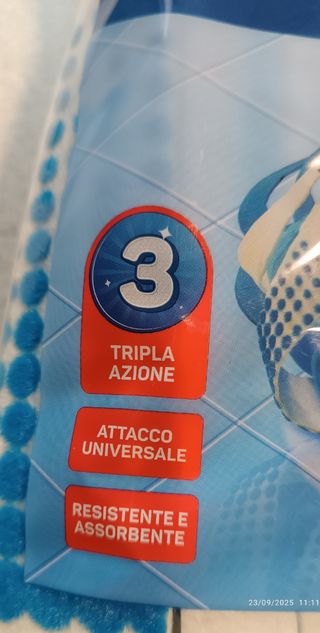 3
TRIPLA
AZIONE
ATTACCO
UNIVERSALE
RESISTENTE E
ASSORBENTE
23/09/2025 11:11